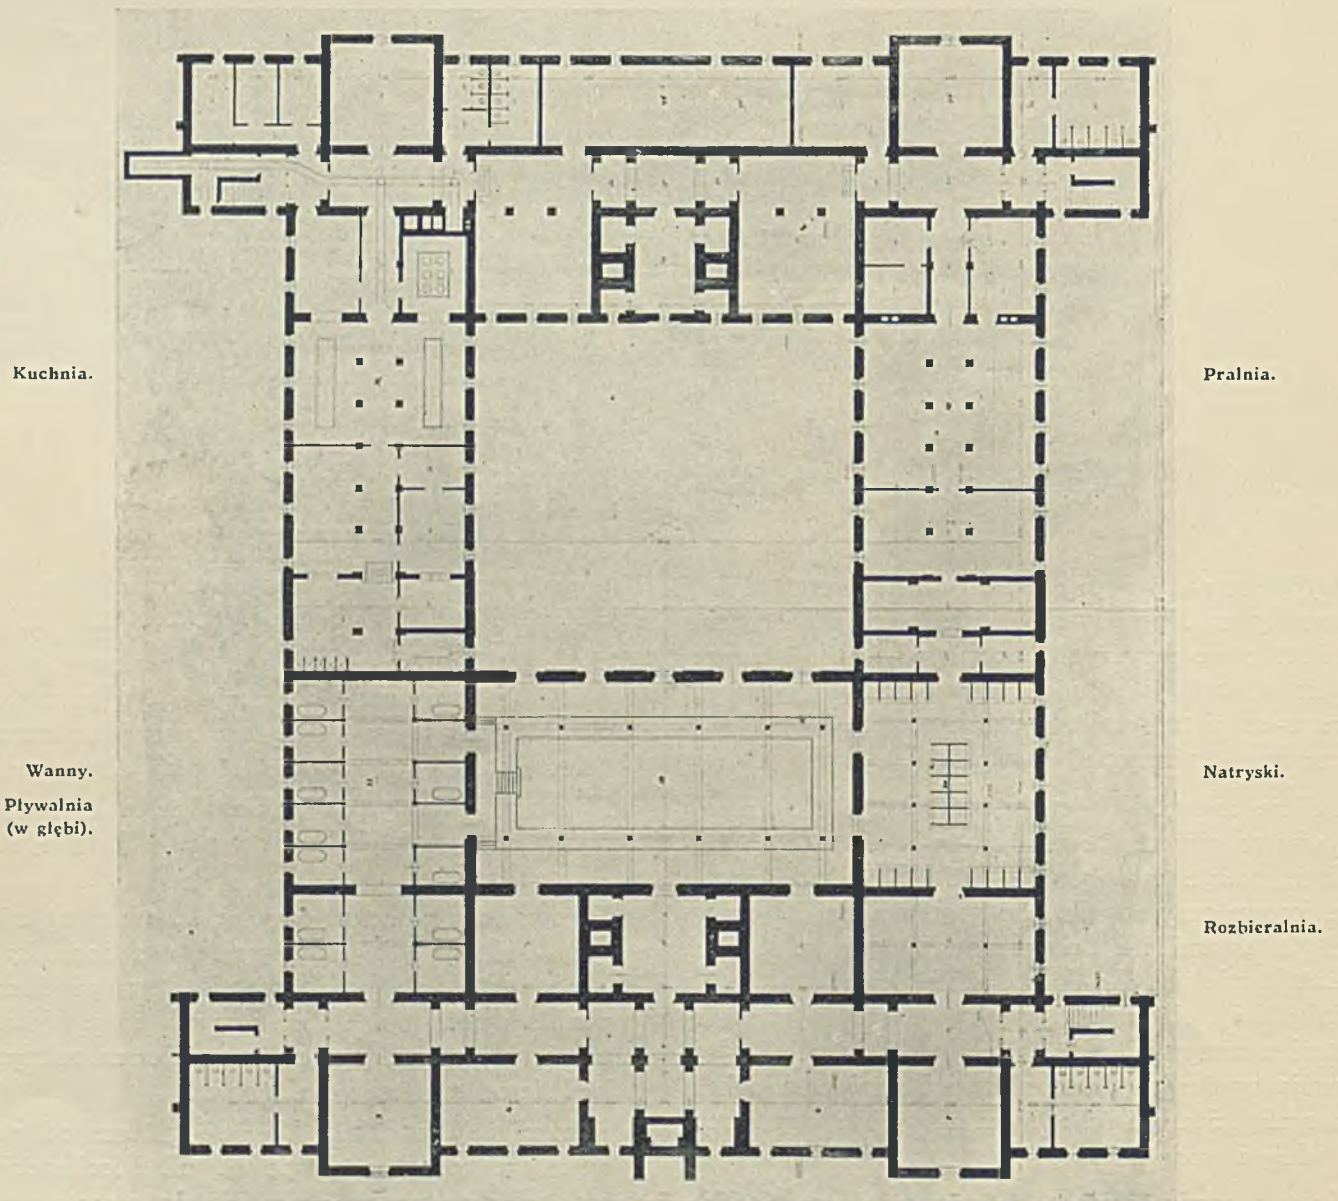 Kuchnia.
Pralnia.
Wanny.
Pływalnia
(w głębi).
Natryski.
Rozbieralnia.